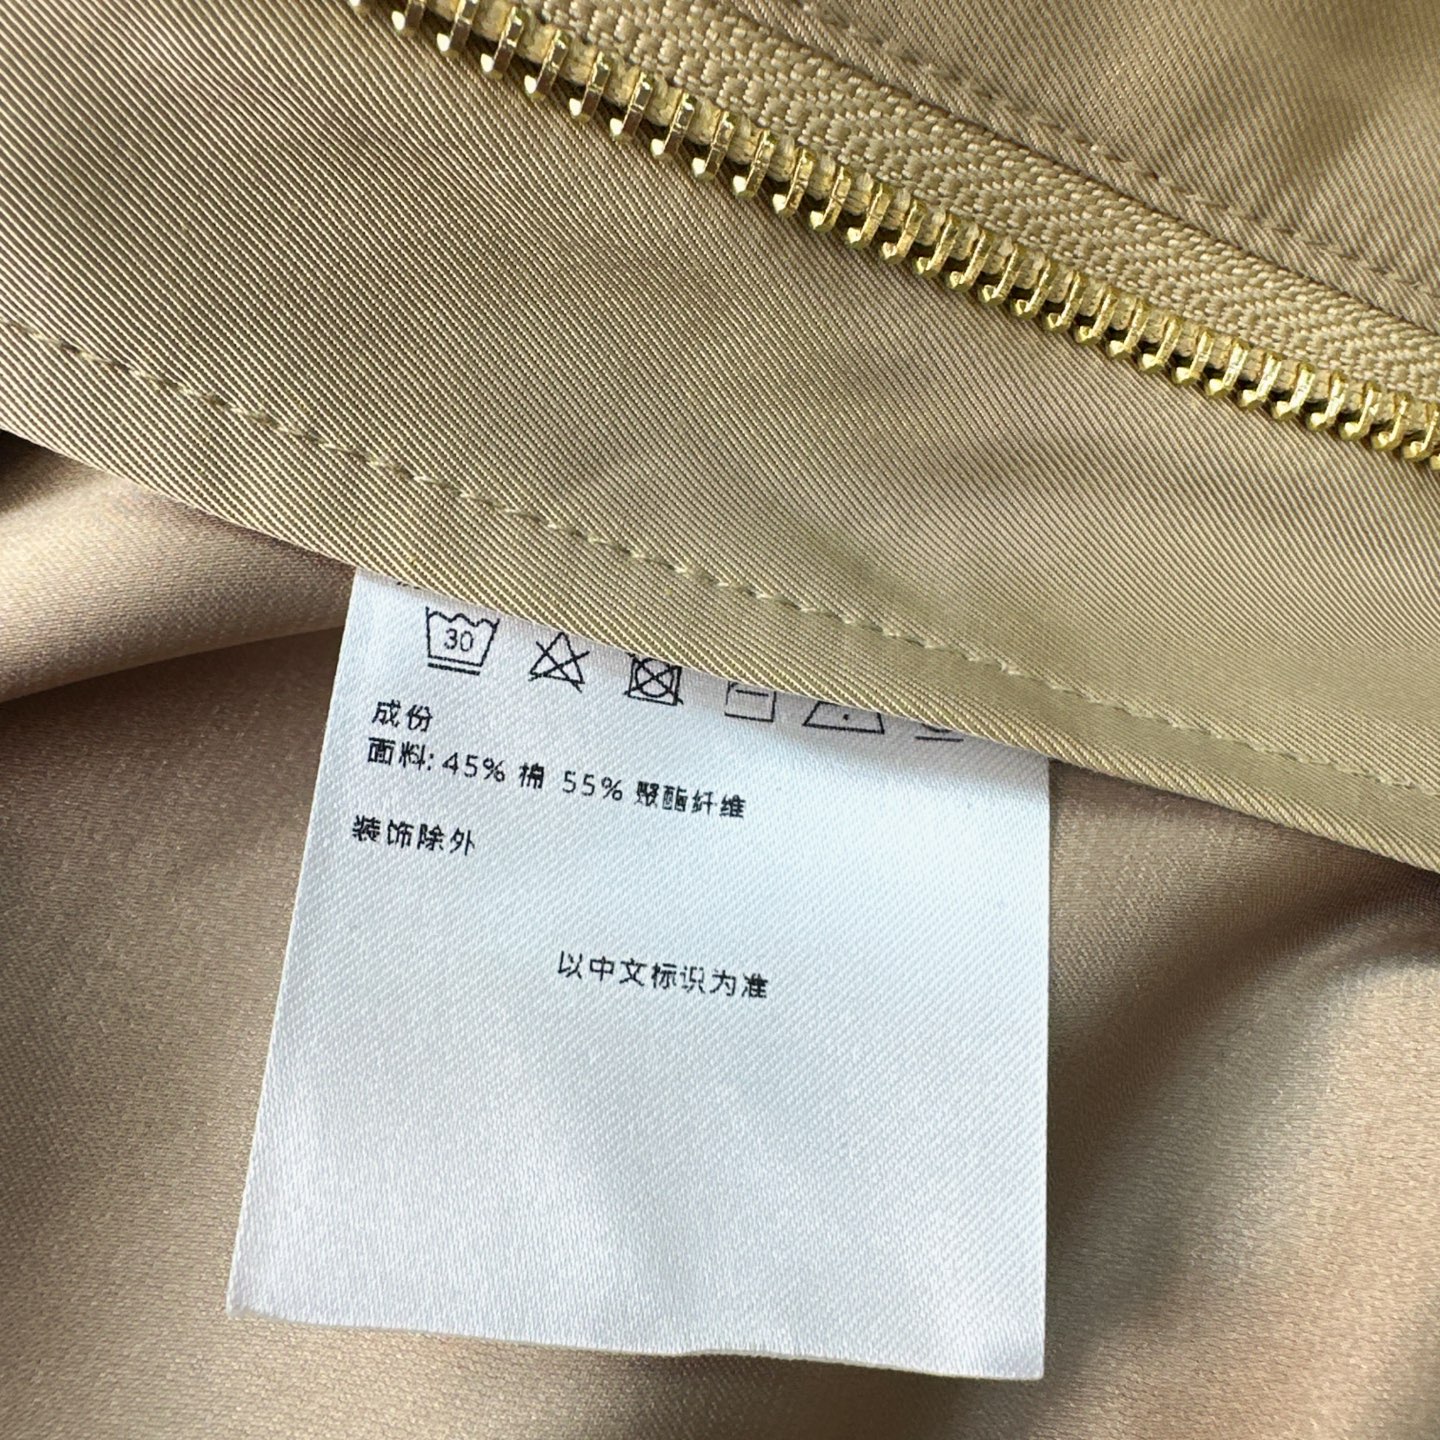 30
成份
面料: 45% 棉 55% 聚酯纤维
装饰除外
以中文标识为准